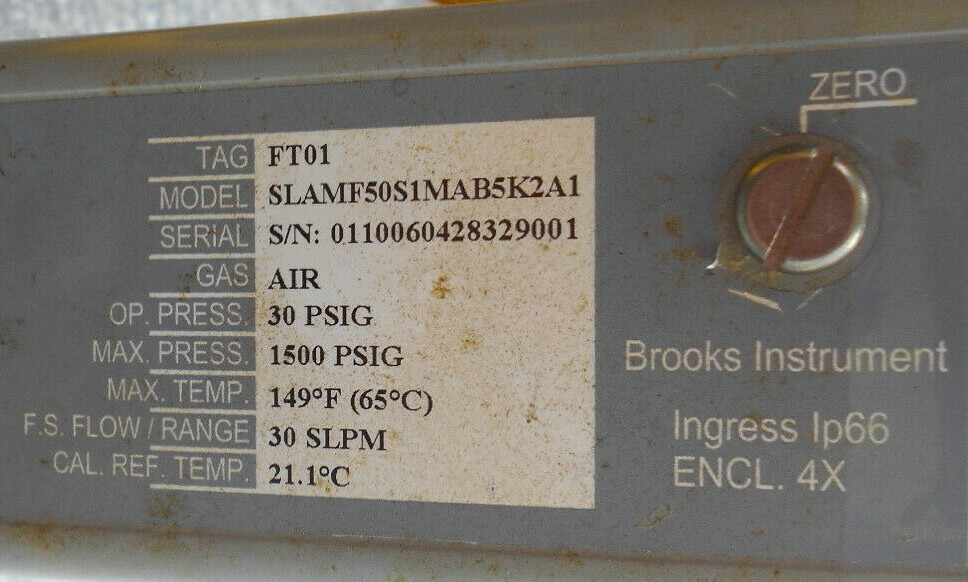 ZERO
TAG FT01
MODEL SLAMF50S1MAB5K2A1
SERIAL S/N: 0110060428329001
GAS AIR
OP. PRESS. 30 PSIG
MAX. PRESS. 1500 PSIG
MAX. TEMP. 149°F (65°C)
F.S. FLOW / RANGE 30 SLPM
CAL. REF. TEMP. 21.1°C
Brooks Instrument
Ingress Ip66
ENCL. 4X